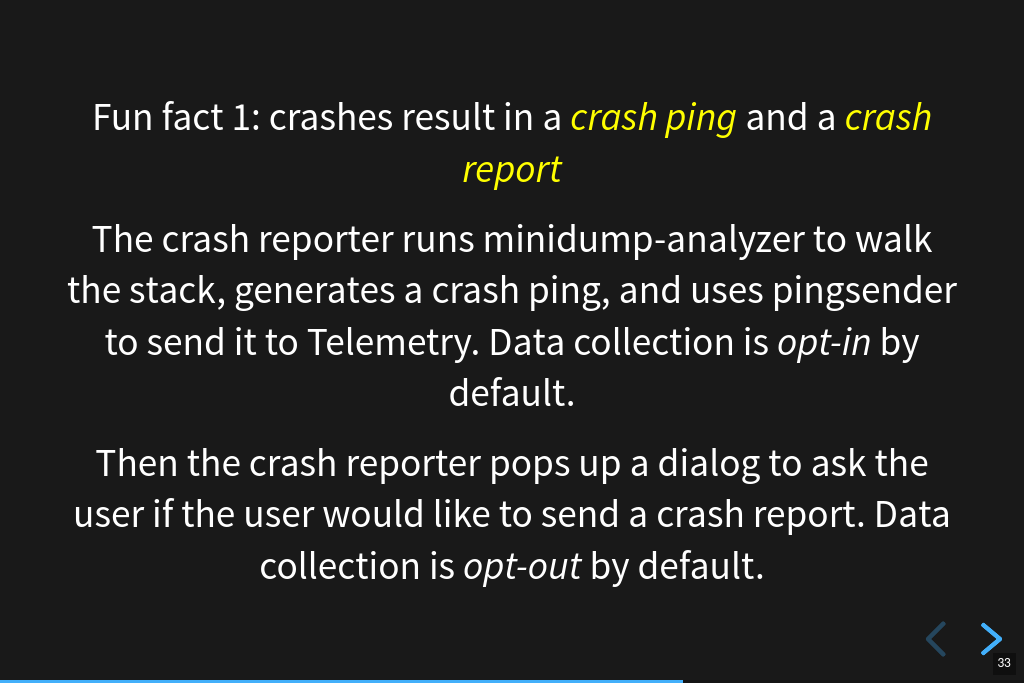 Fun fact 1: crashes result in a crash ping and a crash
report
The crash reporter runs minidump-analyzer to walk
the stack, generates a crash ping, and uses pingsender
to send it to Telemetry. Data collection is opt-in by
default.
Then the crash reporter pops up a dialog to ask the
user if the user would like to send a crash report. Data
collection is opt-out by default.
33